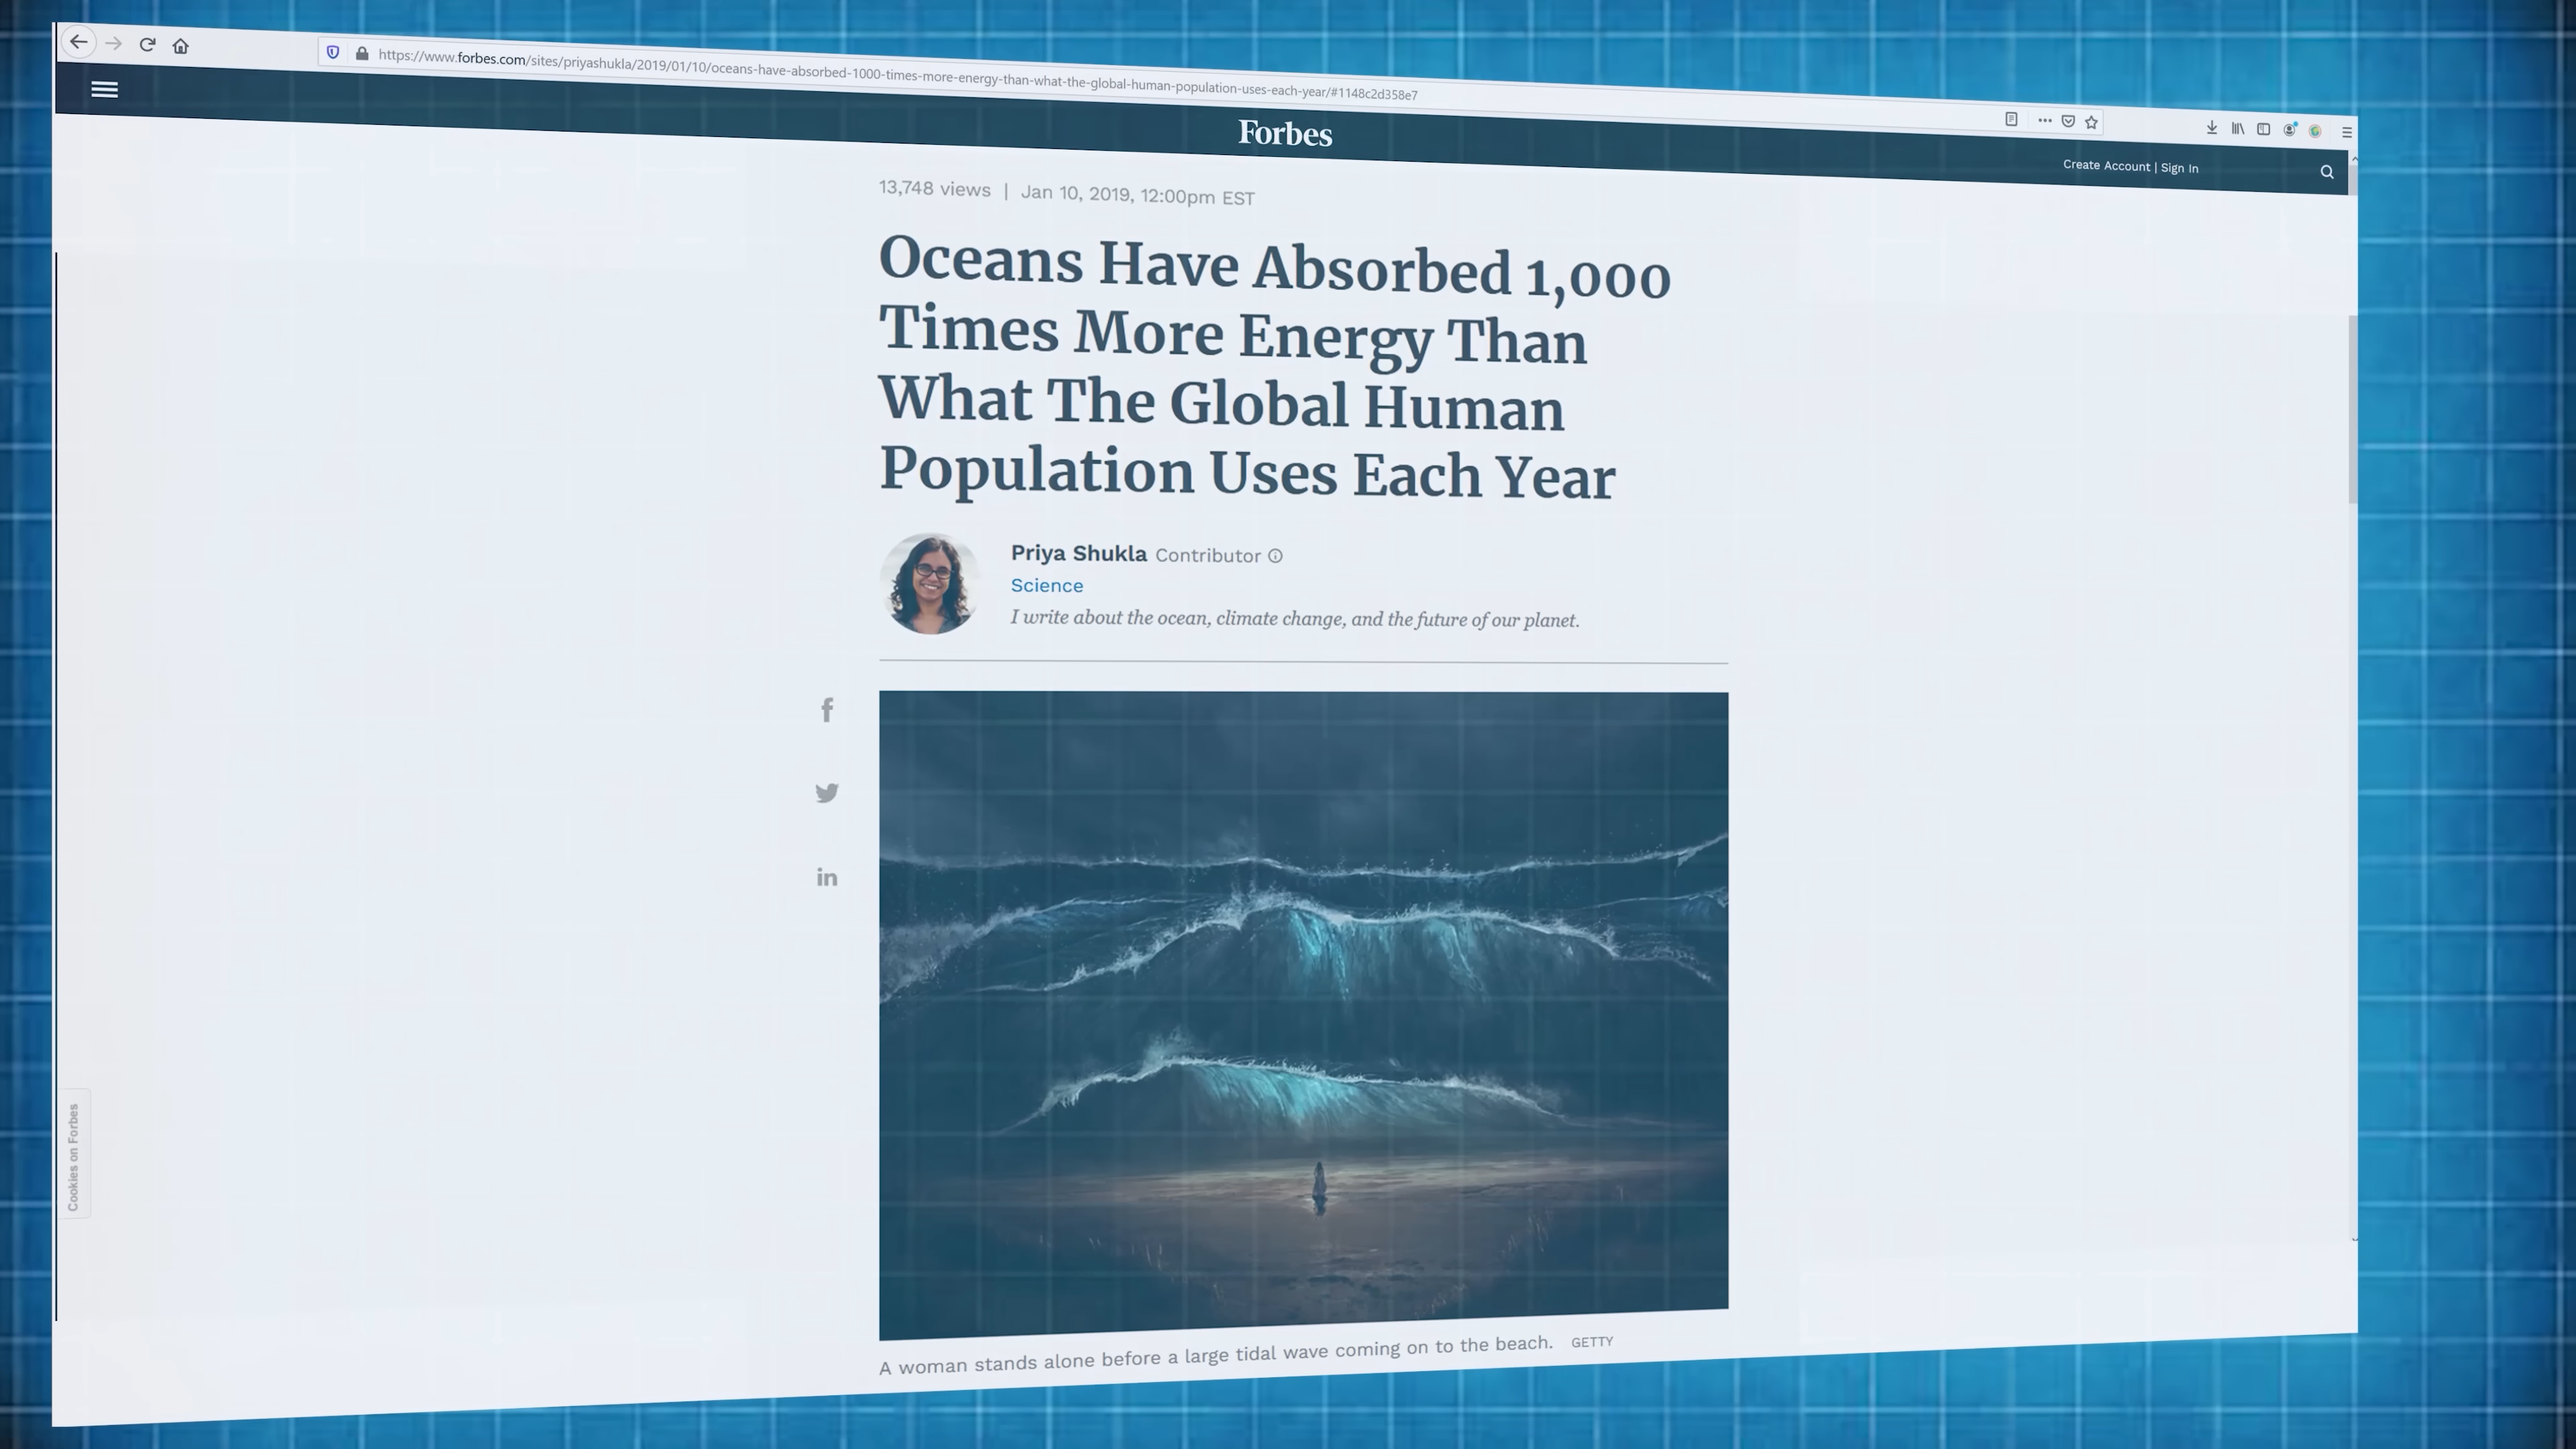 https://www.forbes.com/sites/priyashukla/2019/01/10/oceans-have-absorbed-1000-times-more-energy-than-what-the-global-human-population-uses-each-year/#1148c2d358e7
Forbes
Create Account | Sign In
13,748 views | Jan 10, 2019, 12:00pm EST
Oceans Have Absorbed 1,000
Times More Energy Than
What The Global Human
Population Uses Each Year
Priya Shukla Contributor
Science
I write about the ocean, climate change, and the future of our planet.
f
in
Cookies on Forbes
A woman stands alone before a large tidal wave coming on to the beach. GETTY